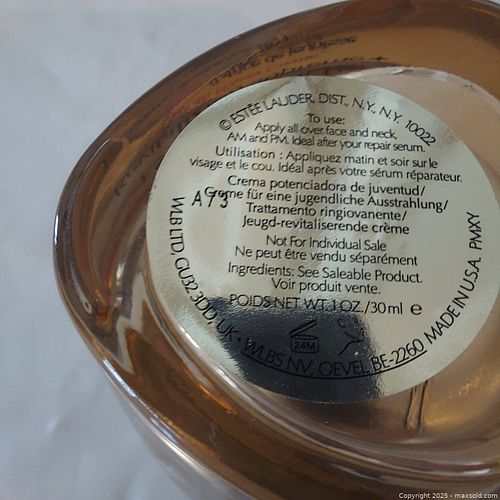 © ESTĒE LAUDER, DIST., N.Y., N.Y. 10022
To use:
Apply all over face and neck,
AM and PM. Ideal after your repair serum.
Utilisation : Appliquez matin et soir sur le
visage et le cou. Idéal après votre sérum réparateur.
Crema potenciadora de juventud/
A73
Creme für eine jugendliche Ausstrahlung/
Trattamento ringiovanente/
Jeugd-revitaliserende crème
Not For Individual Sale
Ne peut être vendu séparément
Ingredients: See Saleable Product.
Voir produit vente.
POIDS NET WT. 1 OZ./30 ml e
24M
WLB LTD, GU32 3DD, UK • WLBS NV, OEVEL, BE-2260 MADE IN U.S.A. PMXY
Copyright © 2025 - maxsold.com